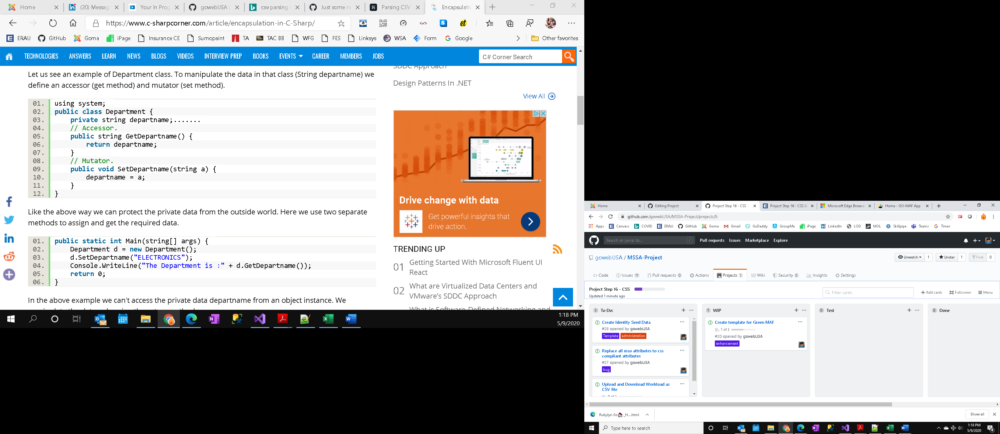 Home
(20) Messagi
Your In Prog
gowebUSA (
csv parsing c
Just some ra
Parsing CSV
Encapsulatic
https://www.c-sharpcorner.com/article/encapsulation-in-C-Sharp/
ERAU GitHub Goma iPage Insurance CE Sumopaint TA TAC BB WFG FES Linksys WSA Form Google Other favorites
TECHNOLOGIES ANSWERS LEARN NEWS BLOGS VIDEOS INTERVIEW PREP BOOKS EVENTS CAREER MEMBERS JOBS
C# Corner Search
Let us see an example of Department class. To manipulate the data in that class (String departname) we
define an accessor (get method) and mutator (set method).
01. using system;
02. public class Department {
03. private string departname;.......
04. // Accessor.
05. public string GetDepartname() {
06. return departname;
07. }
08. // Mutator.
09. public void SetDepartname(string a) {
10. departname = a;
11. }
12. }
Like the above way we can protect the private data from the outside world. Here we use two separate
methods to assign and get the required data.
01. public static int Main(string[] args) {
02. Department d = new Department();
03. d.SetDepartname("ELECTRONICS");
04. Console.WriteLine("The Department is :" + d.GetDepartname());
05. return 0;
06. }
In the above example we can't access the private data departname from an object instance. We
SDDC Approach
Design Patterns In .NET
View All
Drive change with data
Get powerful insights that
drive action.
TRENDING UP
01 Getting Started With Microsoft Fluent UI
React
02 What are Virtualized Data Centers and
VMware's SDDC Approach
What is Software-Defined Networking and
1:18 PM
5/9/2020
Home
Editing Project
Project Step 16 - CSS
Project Step 16 - CSS &
Microsoft Edge Browse
Home - GO-MAF App
github.com/gowebUSA/MSSA-Project/projects/5
Apps Canvass COVID ERAU GitHub Goma Gmail GoDaddy GroupMe iPage LinkedIn LOD MOL Skillpipe Teams Timer
Search or jump to... / Pull requests Issues Marketplace Explore
gowebUSA / MSSA-Project
Unwatch 1 Unstar 1 Fork 0
Code Issues 11 Pull requests 0 Actions Projects 5 Wiki Security 0 Insights Settings
Project Step 16 - CSS
Updated 1 minute ago
Filter cards
Add cards Fullscreen Menu
3 To Do:
Create Identity Seed Data
#28 opened by gowebUSA
Template administration
Replace all mso attributes to css
compliant attributes
#27 opened by gowebUSA
bug
Upload and Download Workload as
CSV file
0 of 2
1 WIP
Create template for Green MAF
1 of 2
#20 opened by gowebUSA
enhancement
0 Test
0 Done
Rubylyn Go _H....html
Show all
Type here to search
1:18 PM
5/9/2020